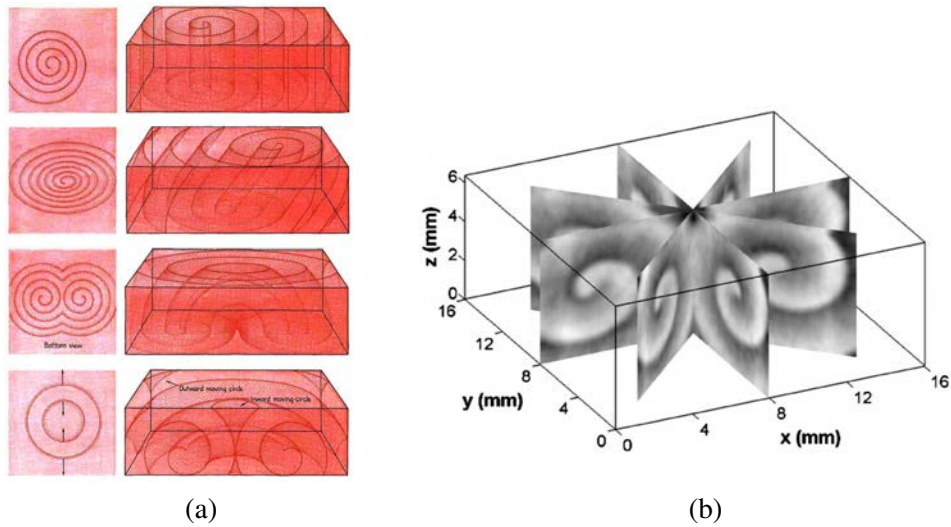 Bottom view
Outward moving circle
Inward moving circle
(a)
6
4
2
0
z (mm)
16
12
8
4
0
y (mm)
0
4
8
12
16
x (mm)
(b)